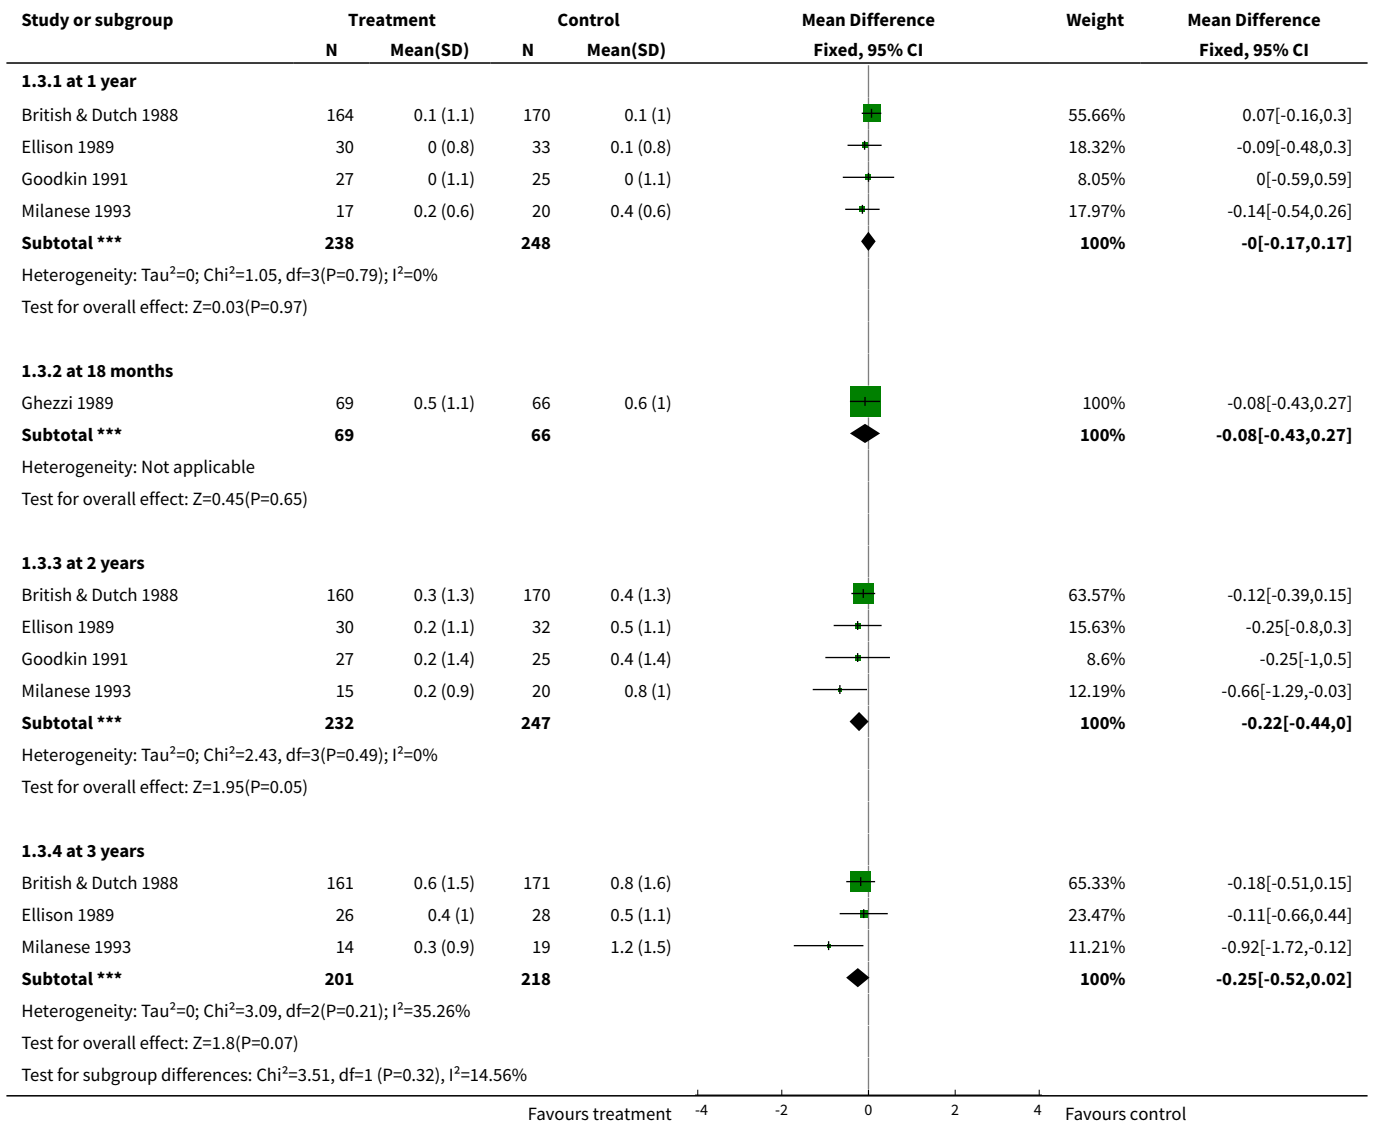 Study or subgroup Treatment Control Mean Difference Weight Mean Difference
N Mean(SD) N Mean(SD) Fixed, 95% CI Fixed, 95% CI
1.3.1 at 1 year
British & Dutch 1988 164 0.1 (1.1) 170 0.1 (1) 55.66% 0.07[-0.16,0.3]
Ellison 1989 30 0 (0.8) 33 0.1 (0.8) 18.32% -0.09[-0.48,0.3]
Goodkin 1991 27 0 (1.1) 25 0 (1.1) 8.05% 0[-0.59,0.59]
Milanese 1993 17 0.2 (0.6) 20 0.4 (0.6) 17.97% -0.14[-0.54,0.26]
Subtotal *** 238 248 100% -0[-0.17,0.17]
Heterogeneity: Tau²=0; Chi²=1.05, df=3(P=0.79); I²=0%
Test for overall effect: Z=0.03(P=0.97)
1.3.2 at 18 months
Ghezzi 1989 69 0.5 (1.1) 66 0.6 (1) 100% -0.08[-0.43,0.27]
Subtotal *** 69 66 100% -0.08[-0.43,0.27]
Heterogeneity: Not applicable
Test for overall effect: Z=0.45(P=0.65)
1.3.3 at 2 years
British & Dutch 1988 160 0.3 (1.3) 170 0.4 (1.3) 63.57% -0.12[-0.39,0.15]
Ellison 1989 30 0.2 (1.1) 32 0.5 (1.1) 15.63% -0.25[-0.8,0.3]
Goodkin 1991 27 0.2 (1.4) 25 0.4 (1.4) 8.6% -0.25[-1,0.5]
Milanese 1993 15 0.2 (0.9) 20 0.8 (1) 12.19% -0.66[-1.29,-0.03]
Subtotal *** 232 247 100% -0.22[-0.44,0]
Heterogeneity: Tau²=0; Chi²=2.43, df=3(P=0.49); I²=0%
Test for overall effect: Z=1.95(P=0.05)
1.3.4 at 3 years
British & Dutch 1988 161 0.6 (1.5) 171 0.8 (1.6) 65.33% -0.18[-0.51,0.15]
Ellison 1989 26 0.4 (1) 28 0.5 (1.1) 23.47% -0.11[-0.66,0.44]
Milanese 1993 14 0.3 (0.9) 19 1.2 (1.5) 11.21% -0.92[-1.72,-0.12]
Subtotal *** 201 218 100% -0.25[-0.52,0.02]
Heterogeneity: Tau²=0; Chi²=3.09, df=2(P=0.21); I²=35.26%
Test for overall effect: Z=1.8(P=0.07)
Test for subgroup differences: Chi²=3.51, df=1 (P=0.32), I²=14.56%
Favours treatment -4 -2 0 2 4 Favours control